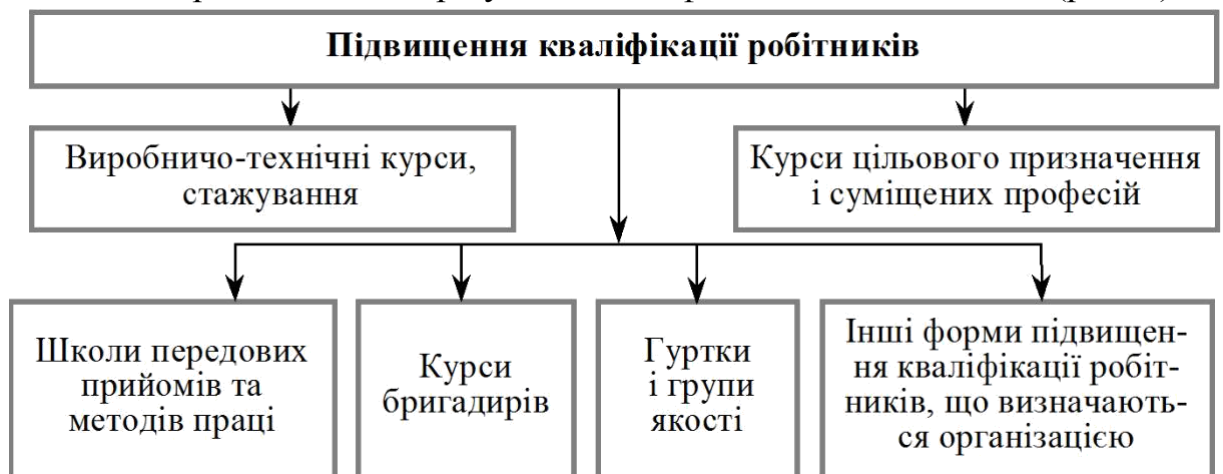 Підвищення кваліфікації робітників
Виробничо-технічні курси,
стажування
Курси цільового призначення
і суміщених професій
Школи передових
прийомів та
методів праці
Курси
бригадирів
Гуртки
і групи
якості
Інші форми підвищен-
ня кваліфікації робіт-
ників, що визначають-
ся організацією